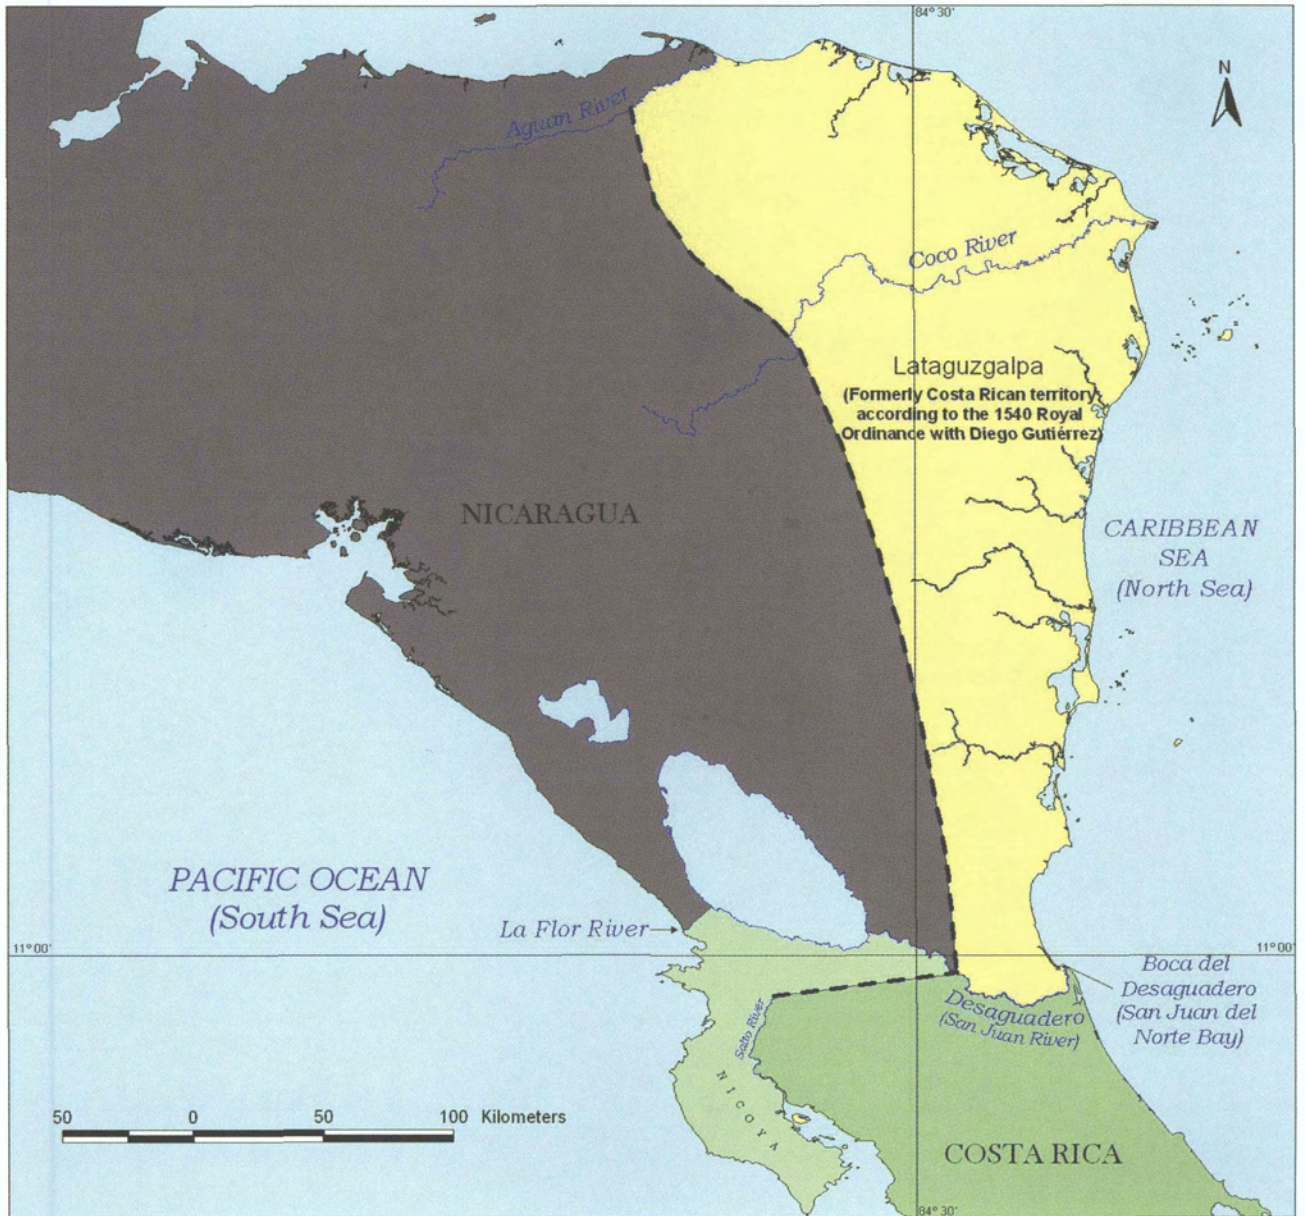 84°30'
N
Aguan River
Coco River
Lataguzgalpa
(Formerly Costa Rican territory
according to the 1540 Royal
Ordinance with Diego Gutiérrez)
NICARAGUA
CARIBBEAN
SEA
(North Sea)
PACIFIC OCEAN
(South Sea)
La Flor River
11°00'
11°00'
Boca del
Desaguadero
(San Juan del
Norte Bay)
Desaguadero
(San Juan River)
Salto River
NICOYA
50 0 50 100 Kilometers
COSTA RICA
84°30'